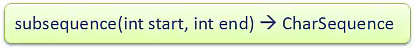 subsequence(int start, int end) → CharSequence